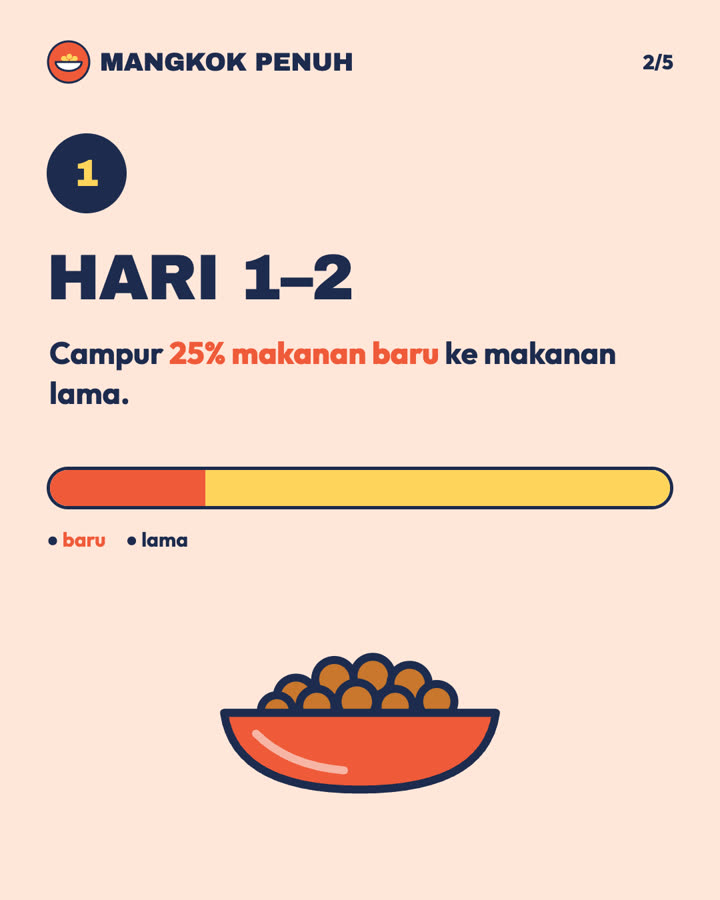 MANGKOK PENUH
2/5
1
HARI 1–2
Campur 25% makanan baru ke makanan
lama.
• baru • lama